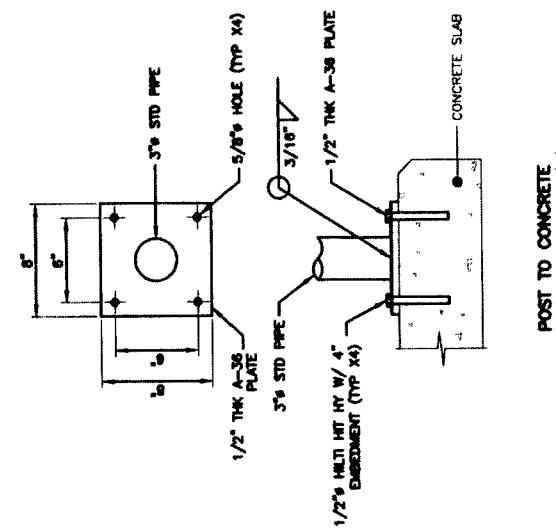 8"
6"
3"ø STD PIPE
5/8"ø HOLE (TYP X4)
6"
8"
1/2" THK A-36
PLATE
3"ø STD PIPE
3/16"
1/2" THK A-36 PLATE
1/2"ø HILTI HIT HY W/ 4"
EMBEDMENT (TYP X4)
CONCRETE SLAB
POST TO CONCRETE